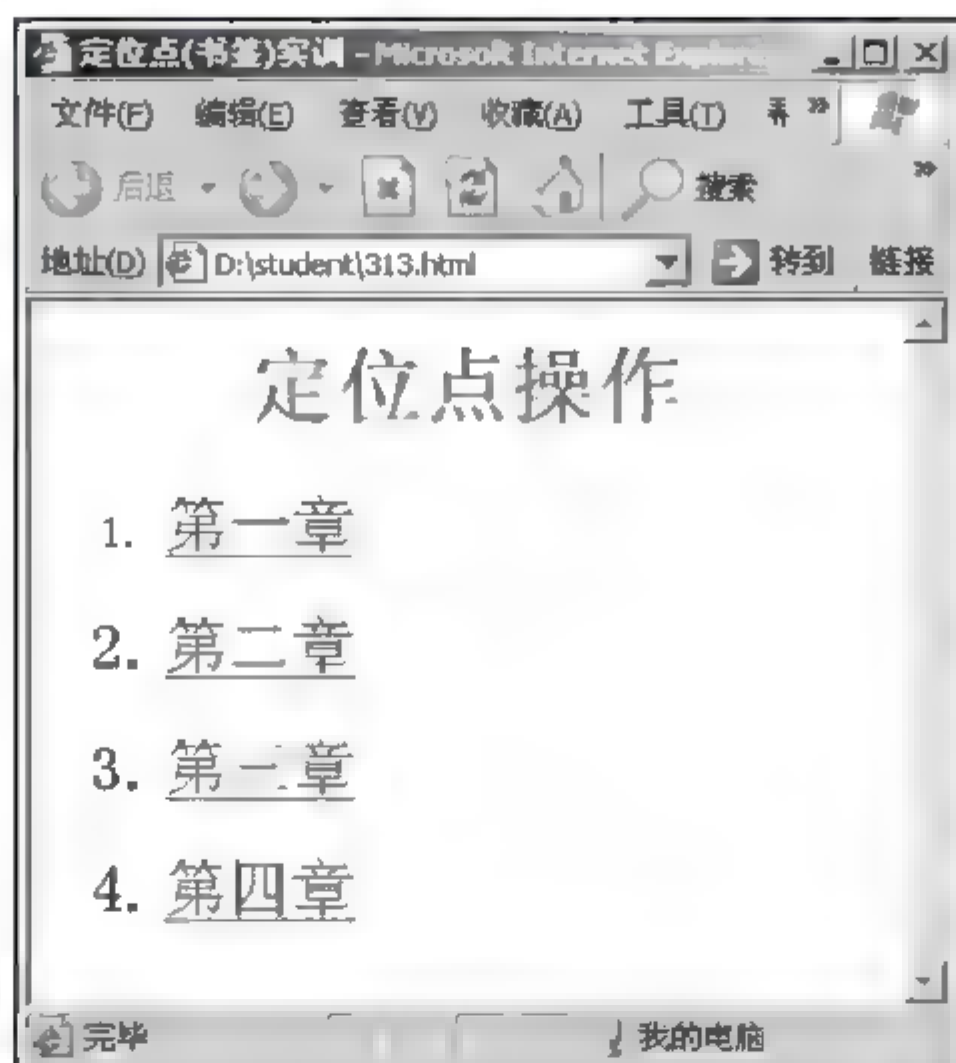 定位点(书签)实训 - Microsoft Internet Explorer
文件(F) 编辑(E) 查看(V) 收藏(A) 工具(T) »
后退 搜索 »
地址(D) D:\student\313.html 转到 链接
定位点操作
1. 第一章
2. 第二章
3. 第三章
4. 第四章
完毕 我的电脑